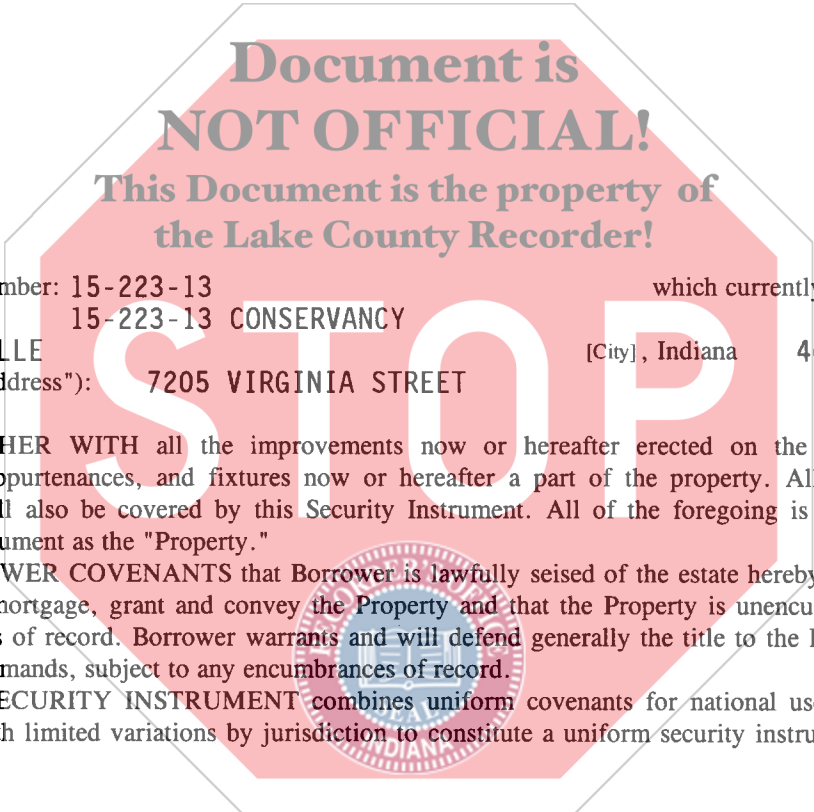 Document is
NOT OFFICIAL!
This Document is the property of
the Lake County Recorder!
mber: 15-223-13 which currently
15-223-13 CONSERVANCY
LLE [City], Indiana 4
ddress"): 7205 VIRGINIA STREET
STOP
HER WITH all the improvements now or hereafter erected on the
ppurtenances, and fixtures now or hereafter a part of the property. All
ll also be covered by this Security Instrument. All of the foregoing is
ument as the "Property."
WER COVENANTS that Borrower is lawfully seised of the estate hereby
mortgage, grant and convey the Property and that the Property is unencu
s of record. Borrower warrants and will defend generally the title to the
mands, subject to any encumbrances of record.
ECURITY INSTRUMENT combines uniform covenants for national us
th limited variations by jurisdiction to constitute a uniform security instru
RECORDER'S OFFICE
SEAL
INDIANA